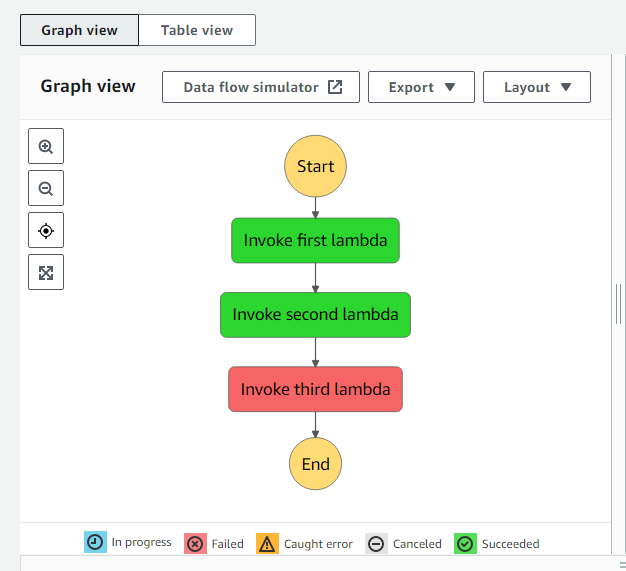 Graph view Table view
Graph view Data flow simulator Export Layout
Start
Invoke first lambda
Invoke second lambda
Invoke third lambda
End
In progress Failed Caught error Canceled Succeeded